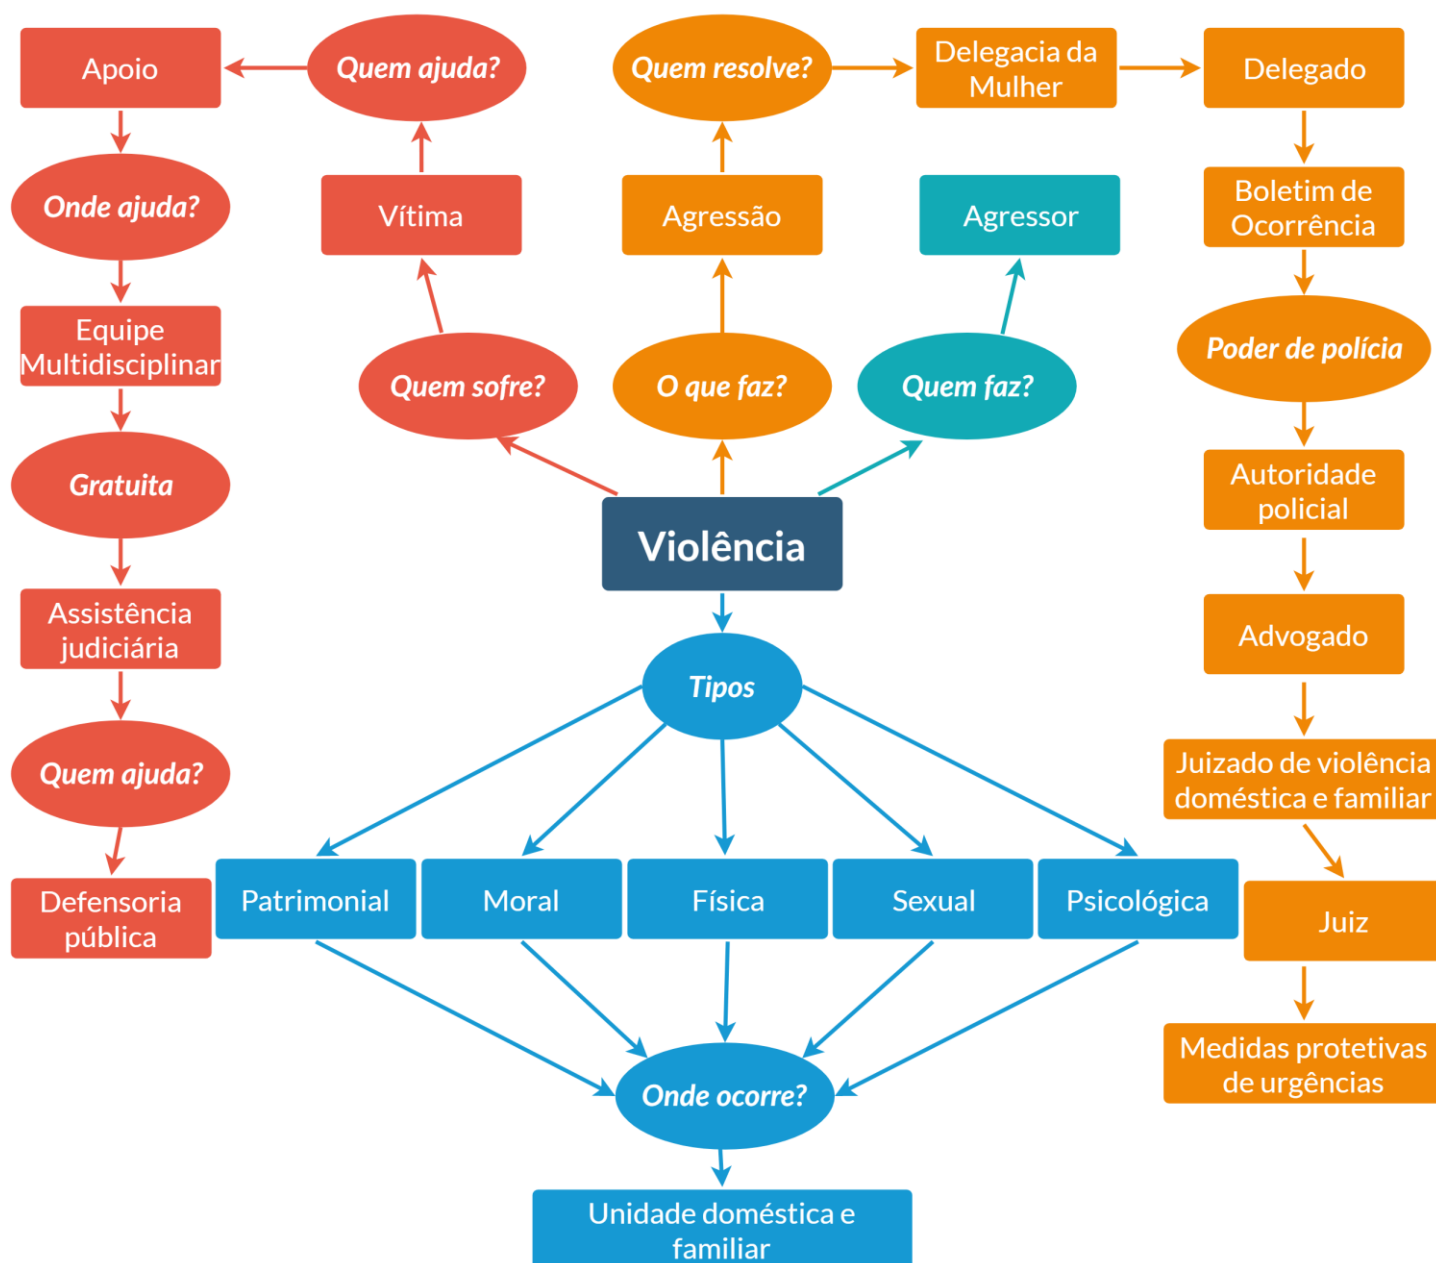 Apoio
Quem ajuda?
Quem resolve?
Delegacia da
Mulher
Delegado
Onde ajuda?
Vítima
Agressão
Agressor
Boletim de
Ocorrência
Equipe
Multidisciplinar
Quem sofre?
O que faz?
Quem faz?
Poder de polícia
Gratuita
Autoridade
policial
Violência
Assistência
judiciária
Advogado
Tipos
Quem ajuda?
Juizado de violência
doméstica e familiar
Defensoria
pública
Patrimonial
Moral
Física
Sexual
Psicológica
Juiz
Onde ocorre?
Medidas protetivas
de urgências
Unidade doméstica e
familiar